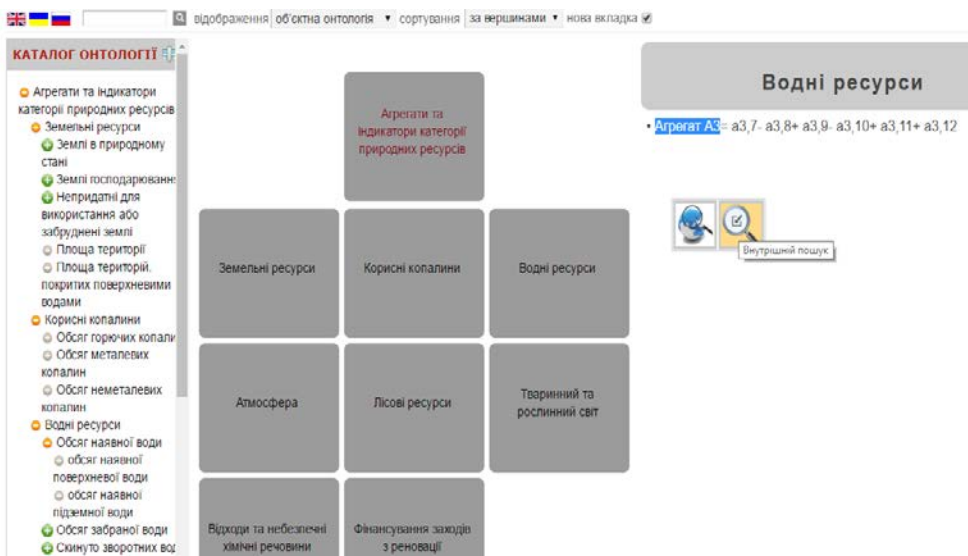 відображення об'єктна онтологія сортування за вершинами нова вкладка
КАТАЛОГ ОНТОЛОГІЇ
Агрегати та індикатори
категорії природних ресурсів
Земельні ресурси
Землі в природному
стані
Землі господарюванн
Непридатні для
використання або
забруднені землі
Площа території
Площа територій,
покритих поверхневими
водами
Корисні копалини
Обсяг горючих копали
Обсяг металевих
копалин
Обсяг неметалевих
копалин
Водні ресурси
Обсяг наявної води
обсяг наявної
поверхневої води
обсяг наявної
підземної води
Обсяг забраної води
Скинуто зворотних вод
Агрегати та
індикатори категорії
природних ресурсів
Земельні ресурси
Корисні копалини
Водні ресурси
Атмосфера
Лісові ресурси
Тваринний та
рослинний світ
Відходи та небезпечні
хімічні речовини
Фінансування заходів
з реновації
Водні ресурси
• Агрегат А3= а3,7- а3,8+ а3,9- а3,10+ а3,11+ а3,12
Внутрішній пошук